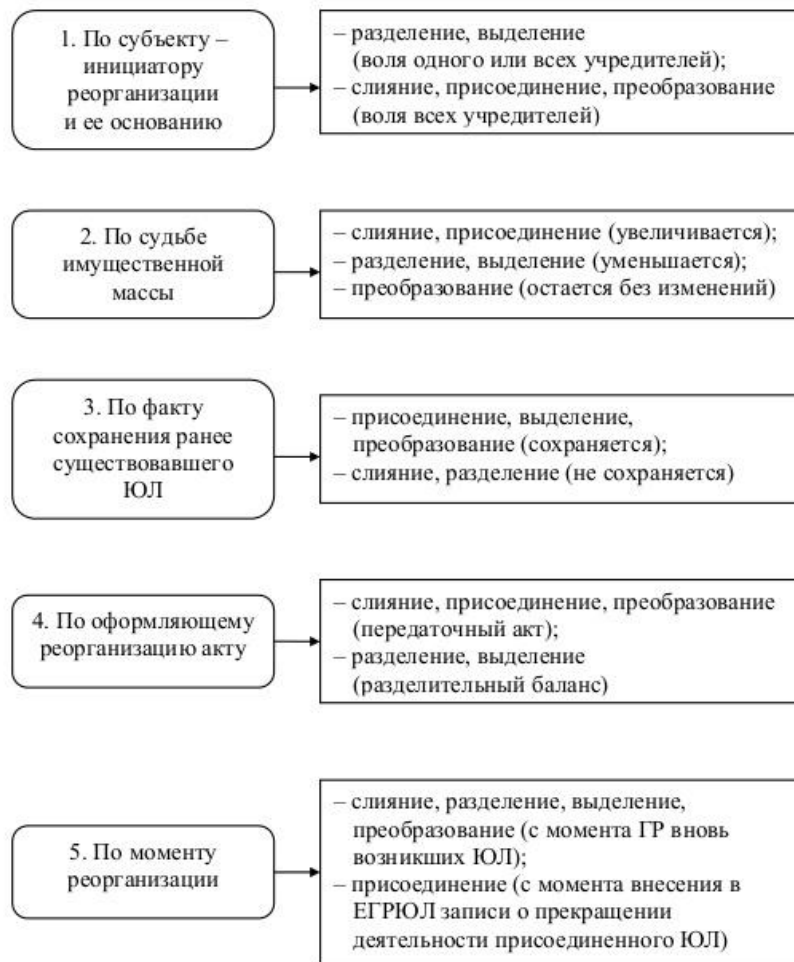 1. По субъекту –
инициатору
реорганизации
и ее основанию
– разделение, выделение
(воля одного или всех учредителей);
– слияние, присоединение, преобразование
(воля всех учредителей)
2. По судьбе
имущественной
массы
– слияние, присоединение (увеличивается);
– разделение, выделение (уменьшается);
– преобразование (остается без изменений)
3. По факту
сохранения ранее
существовавшего
ЮЛ
– присоединение, выделение,
преобразование (сохраняется);
– слияние, разделение (не сохраняется)
4. По оформляющему
реорганизацию акту
– слияние, присоединение, преобразование
(передаточный акт);
– разделение, выделение
(разделительный баланс)
5. По моменту
реорганизации
– слияние, разделение, выделение,
преобразование (с момента ГР вновь
возникших ЮЛ);
– присоединение (с момента внесения в
ЕГРЮЛ записи о прекращении
деятельности присоединенного ЮЛ)